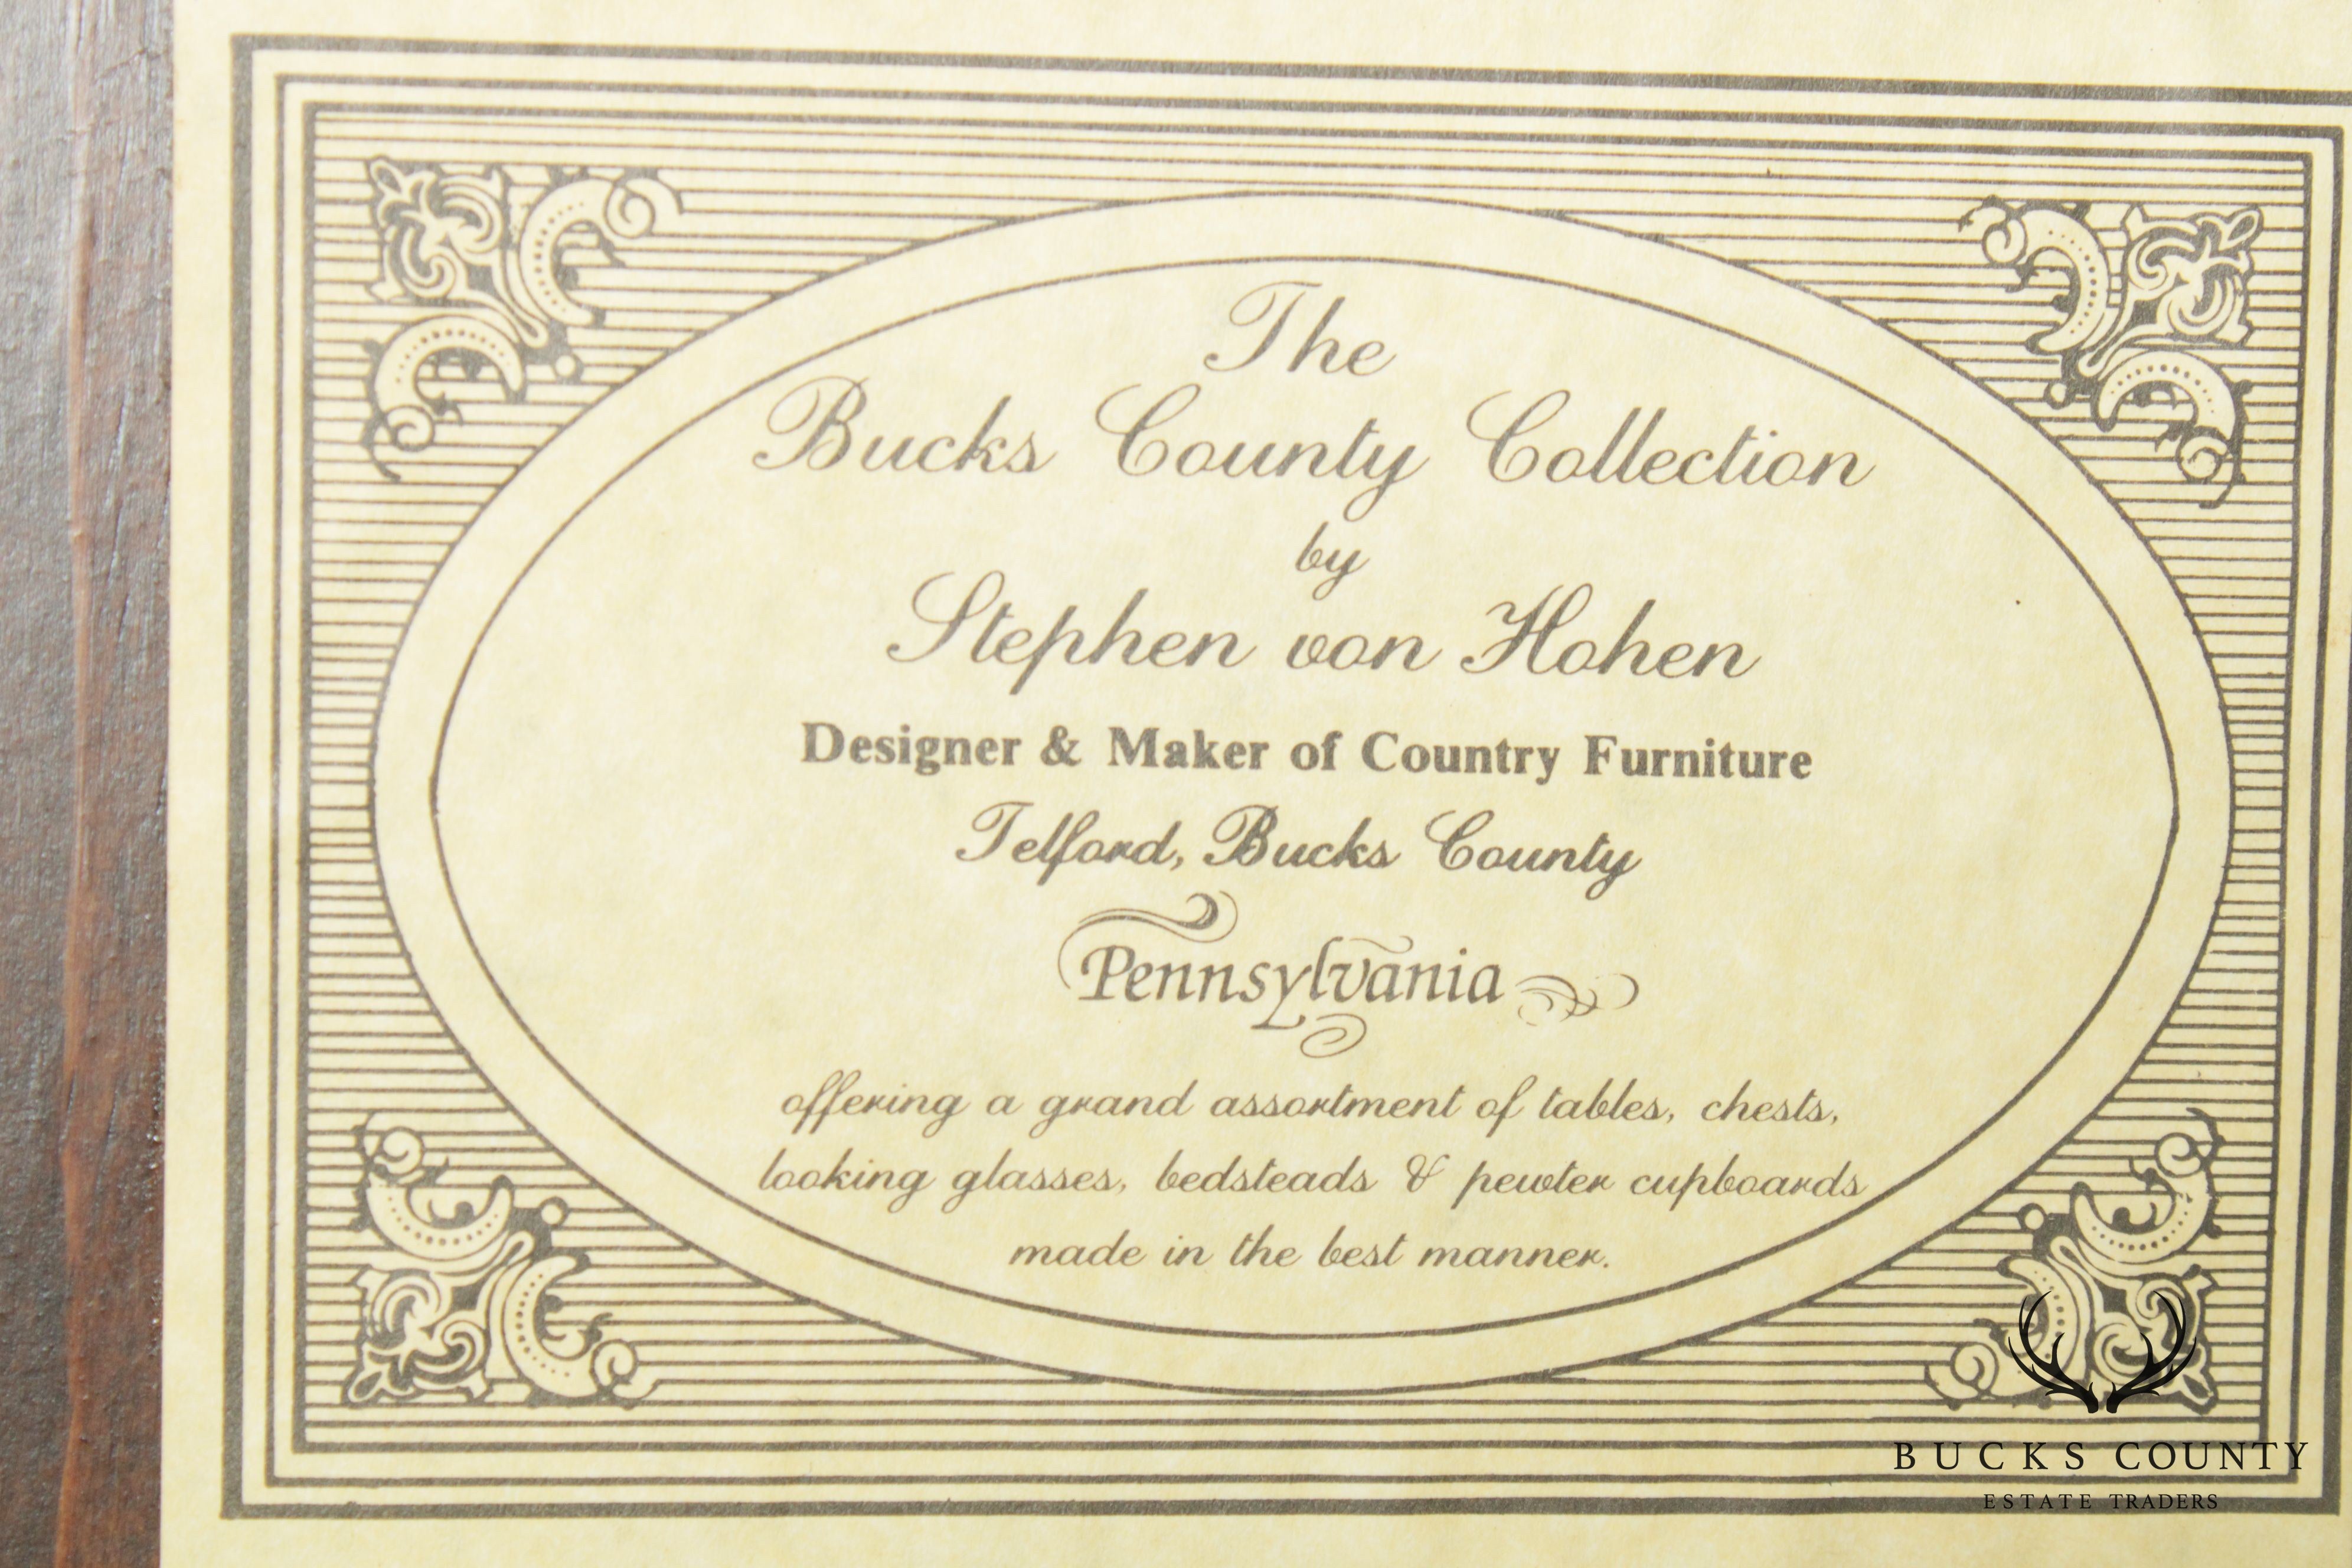 The
Bucks County Collection
by
Stephen von Hohen
Designer & Maker of Country Furniture
Telford, Bucks County
Pennsylvania
offering a grand assortment of tables, chests,
looking glasses, bedsteads & pewter cupboards
made in the best manner.
BUCKS COUNTY
ESTATE TRADERS